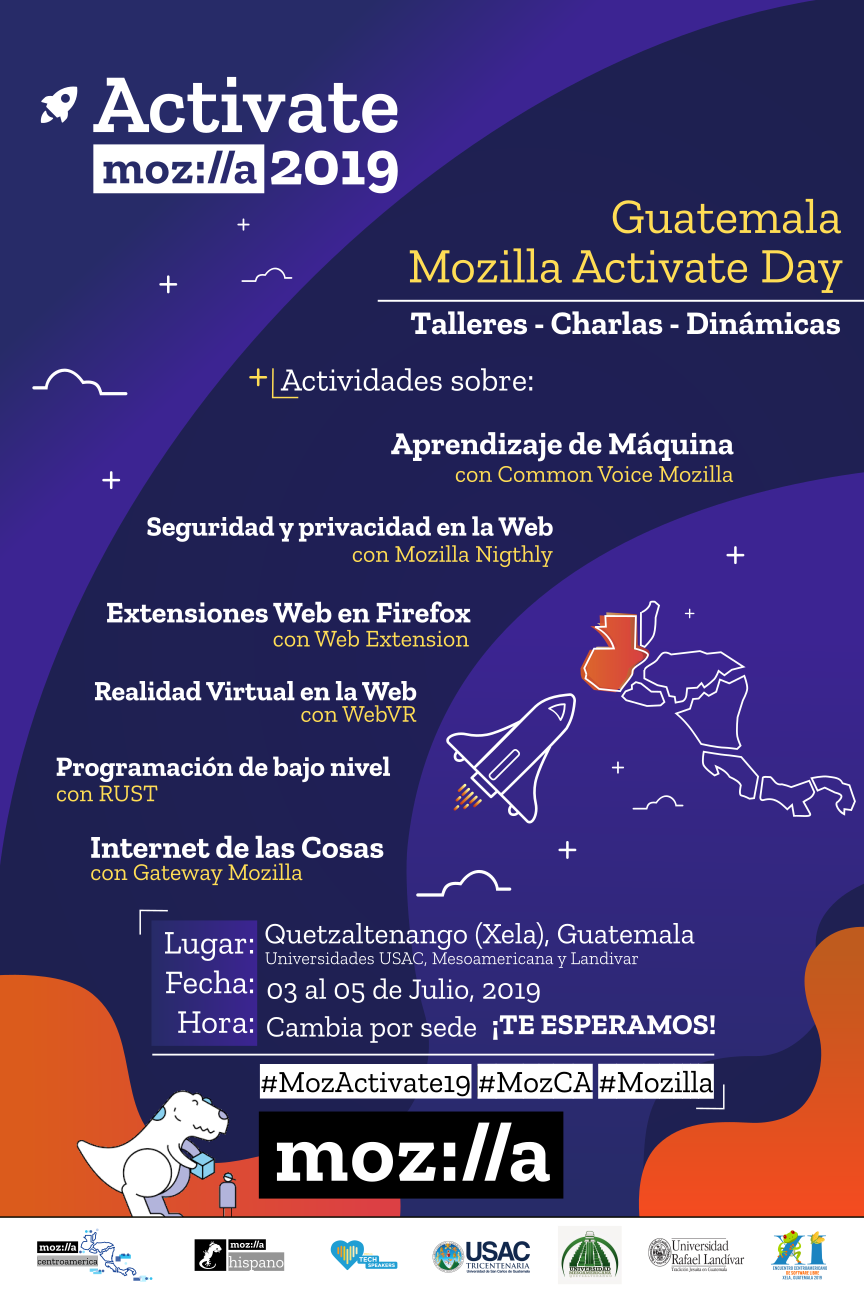 Activate
moz://a 2019
Guatemala
Mozilla Activate Day
Talleres - Charlas - Dinámicas
+ Actividades sobre:
Aprendizaje de Máquina
con Common Voice Mozilla
Seguridad y privacidad en la Web
con Mozilla Nigthly
Extensiones Web en Firefox
con Web Extension
Realidad Virtual en la Web
con WebVR
Programación de bajo nivel
con RUST
Internet de las Cosas
con Gateway Mozilla
Lugar: Quetzaltenango (Xela), Guatemala
Universidades USAC, Mesoamericana y Landivar
Fecha: 03 al 05 de Julio, 2019
Hora: Cambia por sede ¡TE ESPERAMOS!
#MozActivate19 #MozCA #Mozilla
moz://a
moz://a
centroamerica
moz://a
hispano
TECH
SPEAKERS
USAC
TRICENTENARIA
Universidad de San Carlos de Guatemala
UNIVERSIDAD
MESOAMERICANA
Universidad
Rafael Landívar
Tradición Jesuita en Guatemala
XI
ENCUENTRO CENTROAMERICANO
DE SOFTWARE LIBRE
XELA, GUATEMALA 2019